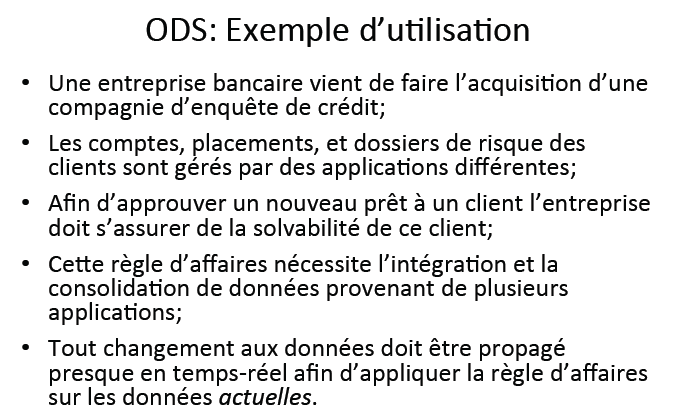 ODS: Exemple d’utilisation
• Une entreprise bancaire vient de faire l’acquisition d’une
compagnie d’enquête de crédit;
• Les comptes, placements, et dossiers de risque des
clients sont gérés par des applications différentes;
• Afin d’approuver un nouveau prêt à un client l’entreprise
doit s’assurer de la solvabilité de ce client;
• Cette règle d’affaires nécessite l’intégration et la
consolidation de données provenant de plusieurs
applications;
• Tout changement aux données doit être propagé
presque en temps-réel afin d’appliquer la règle d’affaires
sur les données actuelles.